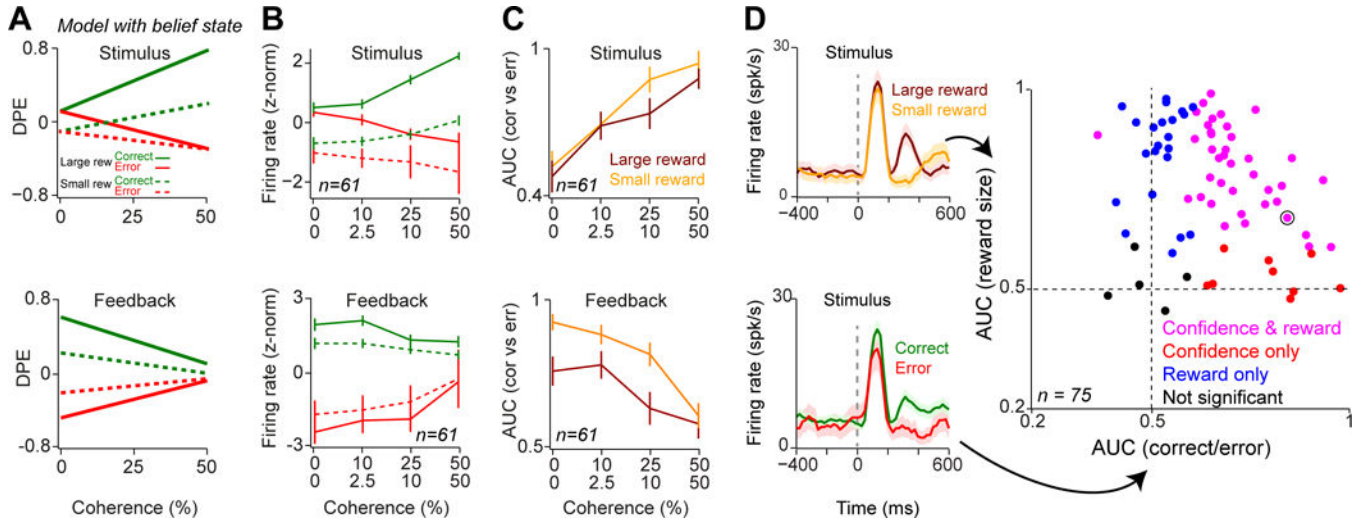 A
Model with belief state
Stimulus
0.8
0
−0.8
DPE
Large rew
Correct
Error
Small rew
Correct
Error
0
50
Feedback
0.8
0
−0.8
DPE
0
50
Coherence (%)
B
Stimulus
Firing rate (z-norm)
2
0
−2
n=61
0
10
25
50
0
2.5
10
50
Feedback
Firing rate (z-norm)
3
0
-3
n=61
0
10
25
50
0
2.5
10
50
Coherence (%)
C
Stimulus
AUC (cor vs err)
1
0.4
Large reward
Small reward
n=61
0
10
25
50
0
2.5
10
50
Feedback
AUC (cor vs err)
1
0.5
n=61
0
10
25
50
0
2.5
10
50
Coherence (%)
D
Stimulus
Firing rate (spk/s)
30
0
Large reward
Small reward
−400
0
600
Stimulus
Firing rate (spk/s)
30
0
Correct
Error
−400
0
600
Time (ms)
AUC (reward size)
1
0.5
0.2
Confidence & reward
Confidence only
Reward only
Not significant
n = 75
0.2
0.5
1
AUC (correct/error)